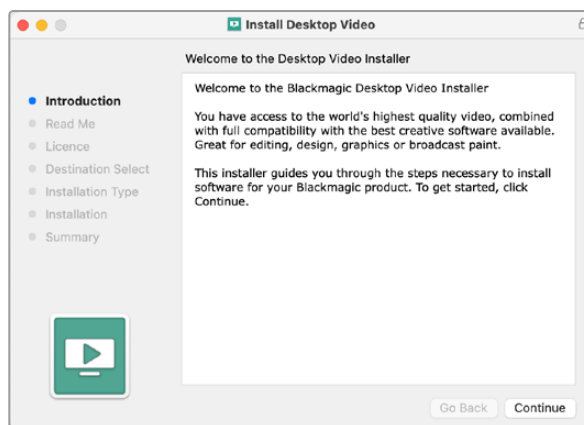 Install Desktop Video
Welcome to the Desktop Video Installer
Introduction
Read Me
Licence
Destination Select
Installation Type
Installation
Summary
Welcome to the Blackmagic Desktop Video Installer
You have access to the world's highest quality video, combined
with full compatibility with the best creative software available.
Great for editing, design, graphics or broadcast paint.
This installer guides you through the steps necessary to install
software for your Blackmagic product. To get started, click
Continue.
Go Back
Continue